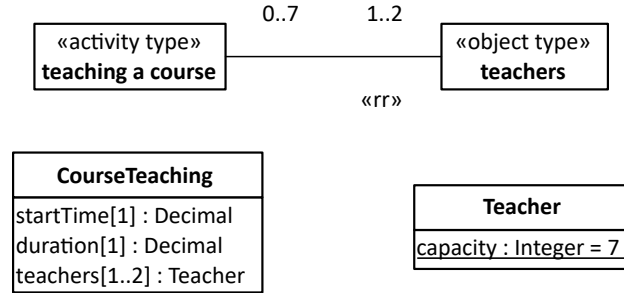 0..7 1..2
«activity type»
teaching a course
«object type»
teachers
«rr»
CourseTeaching
startTime[1] : Decimal
duration[1] : Decimal
teachers[1..2] : Teacher
Teacher
capacity : Integer = 7